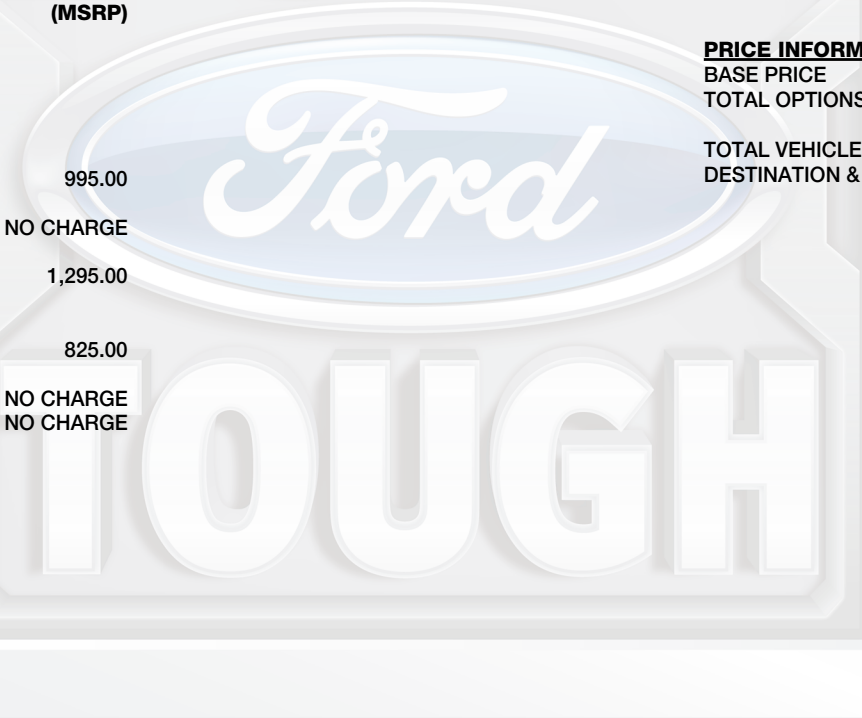 (MSRP)
995.00
NO CHARGE
1,295.00
825.00
NO CHARGE
NO CHARGE
PRICE INFORM
BASE PRICE
TOTAL OPTIONS
TOTAL VEHICLE
DESTINATION &
Ford
TOUGH